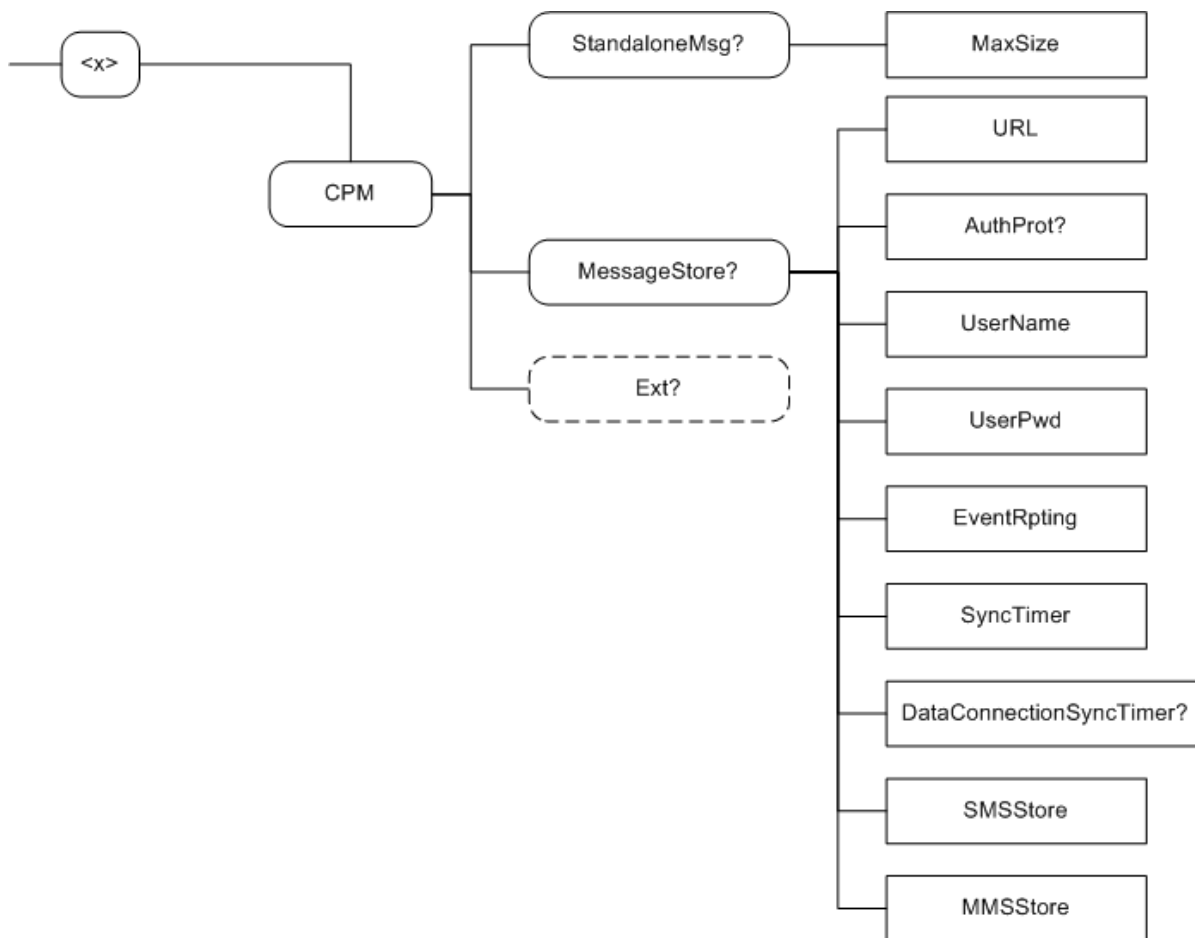 <x>
CPM
StandaloneMsg?
MessageStore?
Ext?
MaxSize
URL
AuthProt?
UserName
UserPwd
EventRpting
SyncTimer
DataConnectionSyncTimer?
SMSStore
MMSStore